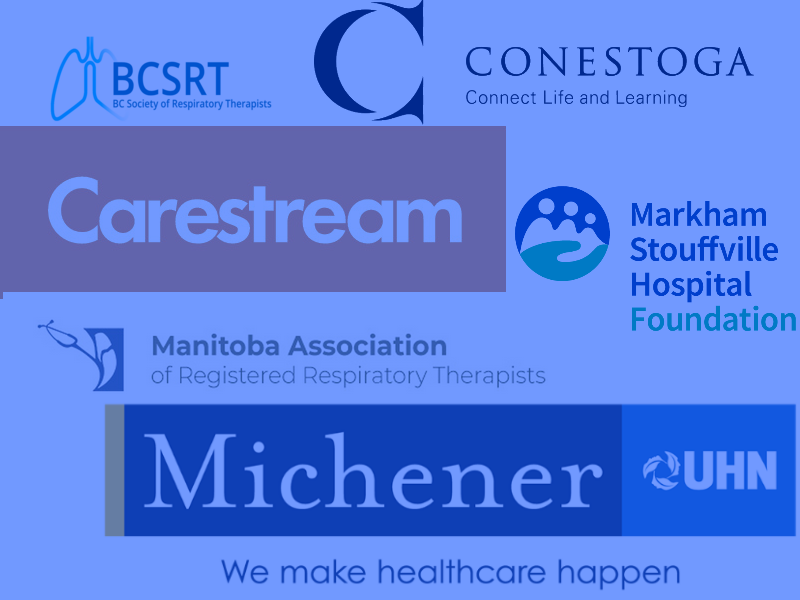 BCSRT
BC Society of Respiratory Therapists
CONESTOGA
Connect Life and Learning
Carestream
Markham
Stouffville
Hospital
Foundation
Manitoba Association
of Registered Respiratory Therapists
Michener
UHN
We make healthcare happen